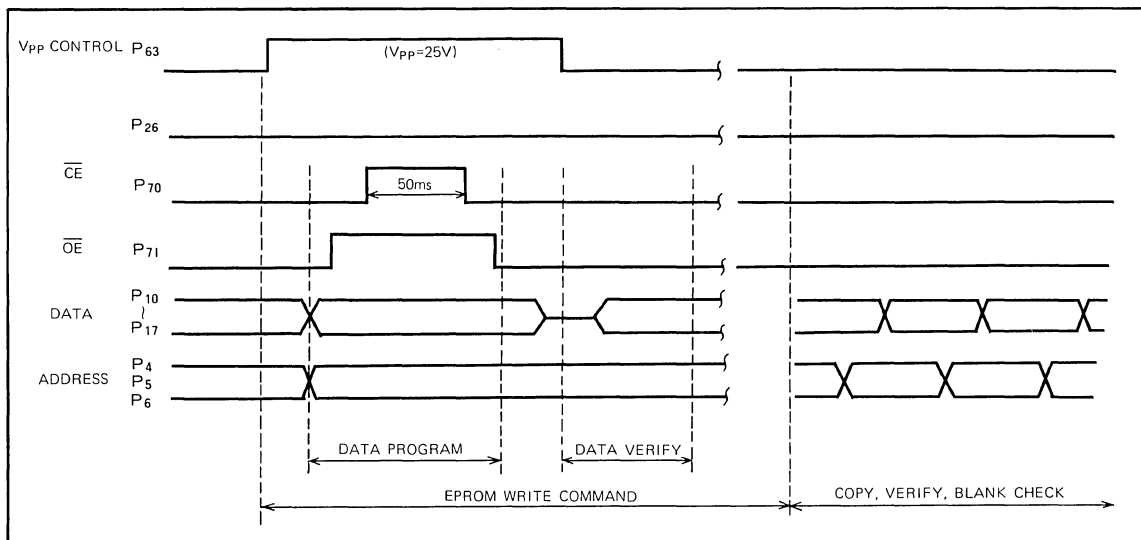 VPP CONTROL P63
(VPP=25V)
P26
CE P70
50ms
OE P71
DATA P10
~
P17
ADDRESS P4
P5
P6
DATA PROGRAM
DATA VERIFY
EPROM WRITE COMMAND
COPY, VERIFY, BLANK CHECK